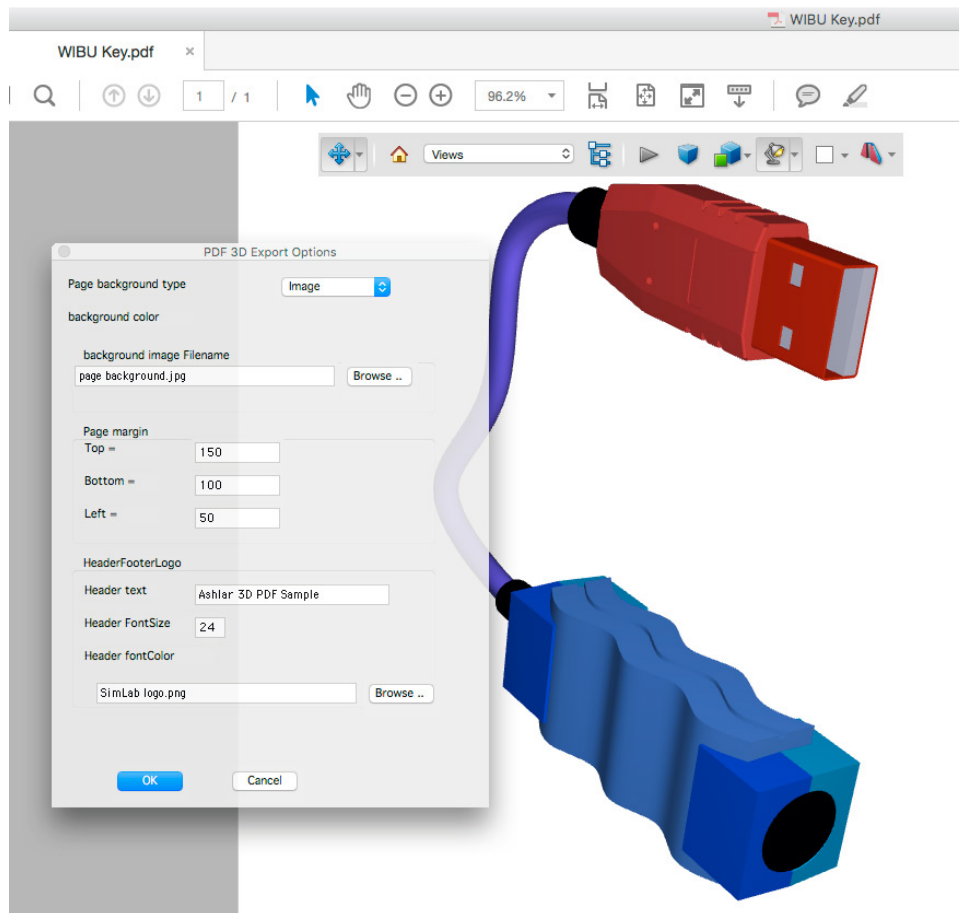 WIBU Key.pdf
WIBU Key.pdf ×
1 / 1 96.2%
Views
PDF 3D Export Options
Page background type Image
background color
background image Filename
page background.jpg Browse ..
Page margin
Top = 150
Bottom = 100
Left = 50
HeaderFooterLogo
Header text Ashlar 3D PDF Sample
Header FontSize 24
Header fontColor
SimLab logo.png Browse ..
OK Cancel